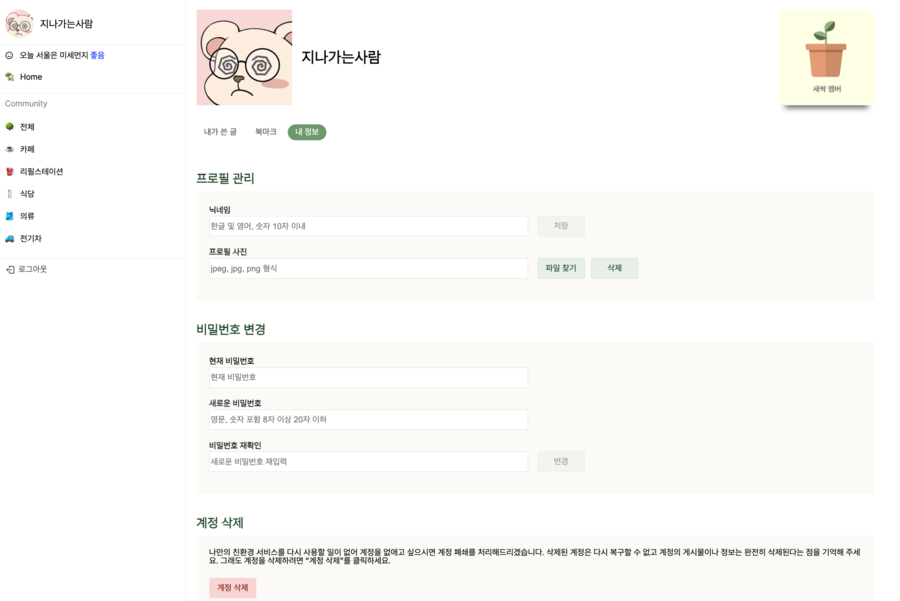 지나가는사람
오늘 서울은 미세먼지 좋음
Home
Community
전체
카페
리필스테이션
식당
의류
전기차
로그아웃
지나가는사람
새싹 멤버
내가 쓴 글
북마크
내 정보
프로필 관리
닉네임
한글 및 영어, 숫자 10자 이내
저장
프로필 사진
jpeg, jpg, png 형식
파일 찾기
삭제
비밀번호 변경
현재 비밀번호
현재 비밀번호
새로운 비밀번호
영문, 숫자 포함 8자 이상 20자 이하
비밀번호 재확인
새로운 비밀번호 재입력
변경
계정 삭제
나만의 친환경 서비스를 다시 사용할 일이 없어 계정을 없애고 싶으시면 계정 폐쇄를 처리해드리겠습니다. 삭제된 계정은 다시 복구할 수 없고 계정의 게시물이나 정보는 완전히 삭제된다는 점을 기억해 주세
요. 그래도 계정을 삭제하려면 “계정 삭제”를 클릭하세요.
계정 삭제